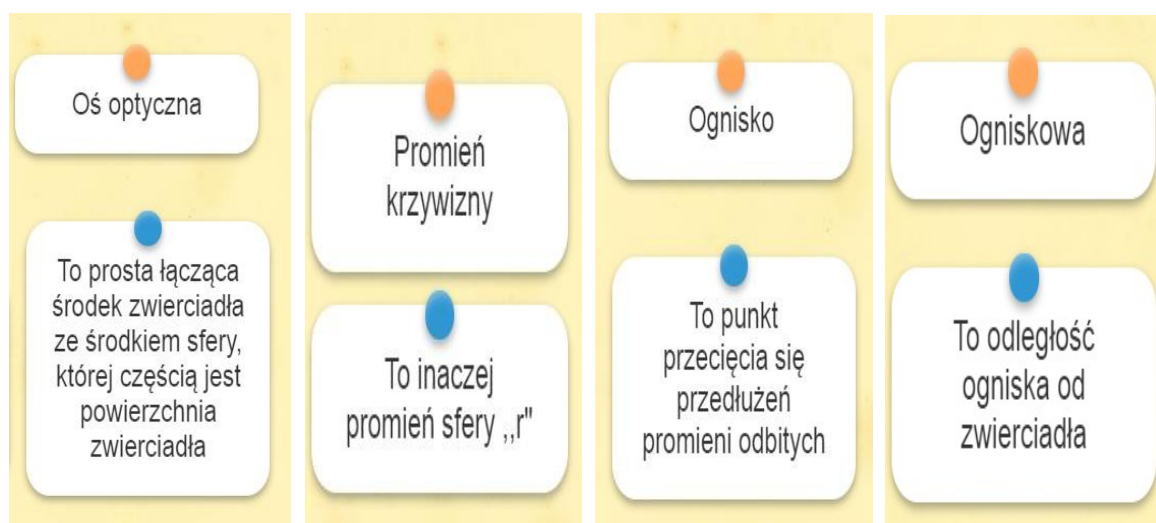 Oś optyczna
To prosta łącząca
środek zwierciadła
ze środkiem sfery,
której częścią jest
powierzchnia
zwierciadła
Promień
krzywizny
To inaczej
promień sfery ,,r"
Ognisko
To punkt
przecięcia się
przedłużeń
promieni odbitych
Ogniskowa
To odległość
ogniska od
zwierciadła